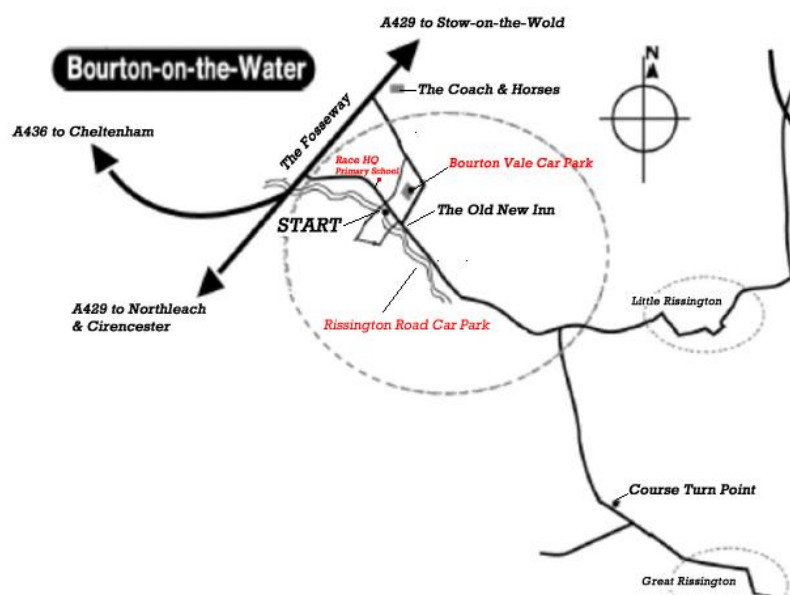 A429 to Stow-on-the-Wold
Bourton-on-the-Water
N
The Coach & Horses
A436 to Cheltenham
The Fosseway
Race HQ
Primary School
Bourton Vale Car Park
START
The Old New Inn
A429 to Northleach
& Cirencester
Little Rissington
Rissington Road Car Park
Course Turn Point
Great Rissington